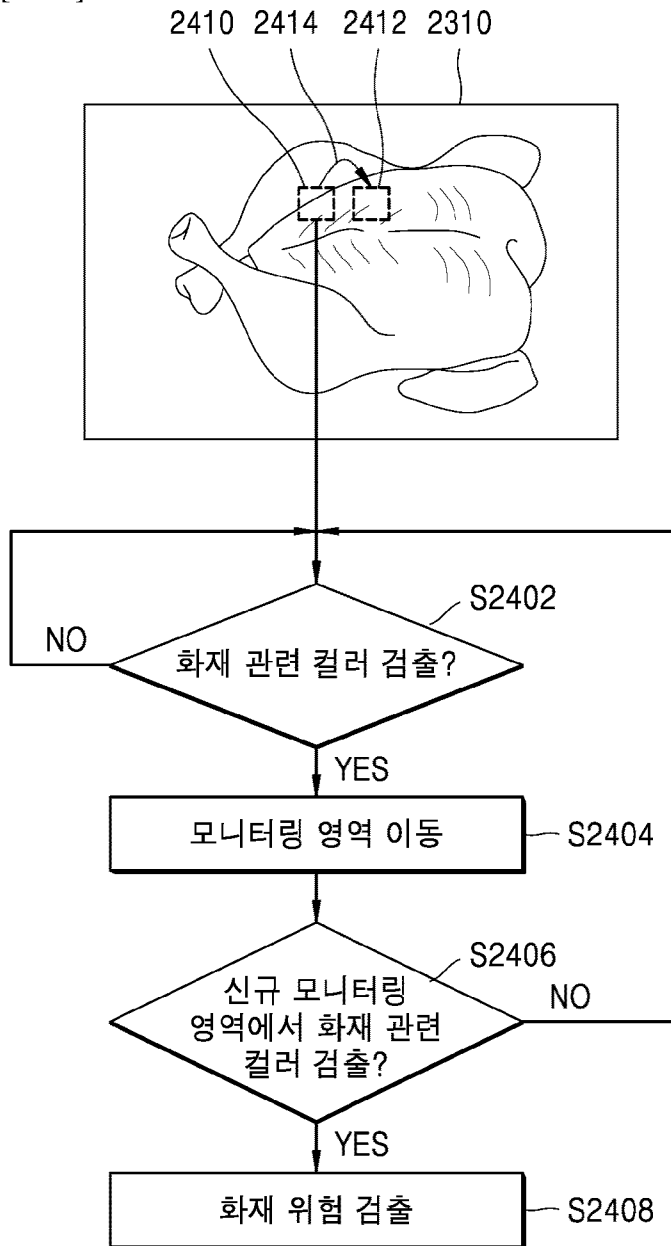 2410 2414 2412 2310
S2402
NO
화재 관련 컬러 검출?
YES
모니터링 영역 이동
S2404
S2406
신규 모니터링
NO
영역에서 화재 관련
컬러 검출?
YES
화재 위험 검출
S2408